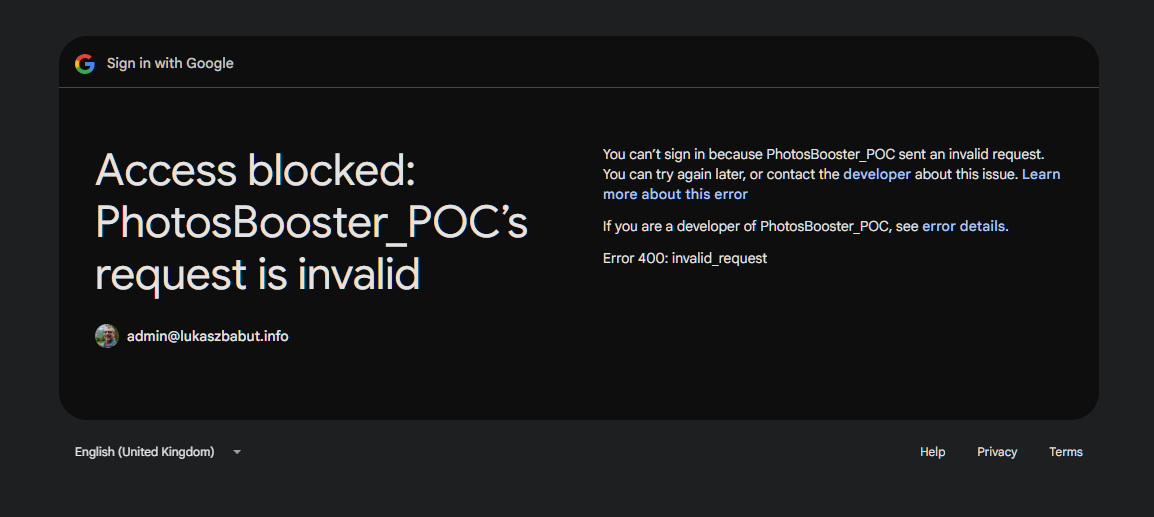 Sign in with Google
Access blocked:
PhotosBooster_POC’s
request is invalid
admin@lukaszbabut.info
You can’t sign in because PhotosBooster_POC sent an invalid request.
You can try again later, or contact the developer about this issue. Learn
more about this error
If you are a developer of PhotosBooster_POC, see error details.
Error 400: invalid_request
English (United Kingdom)
Help
Privacy
Terms